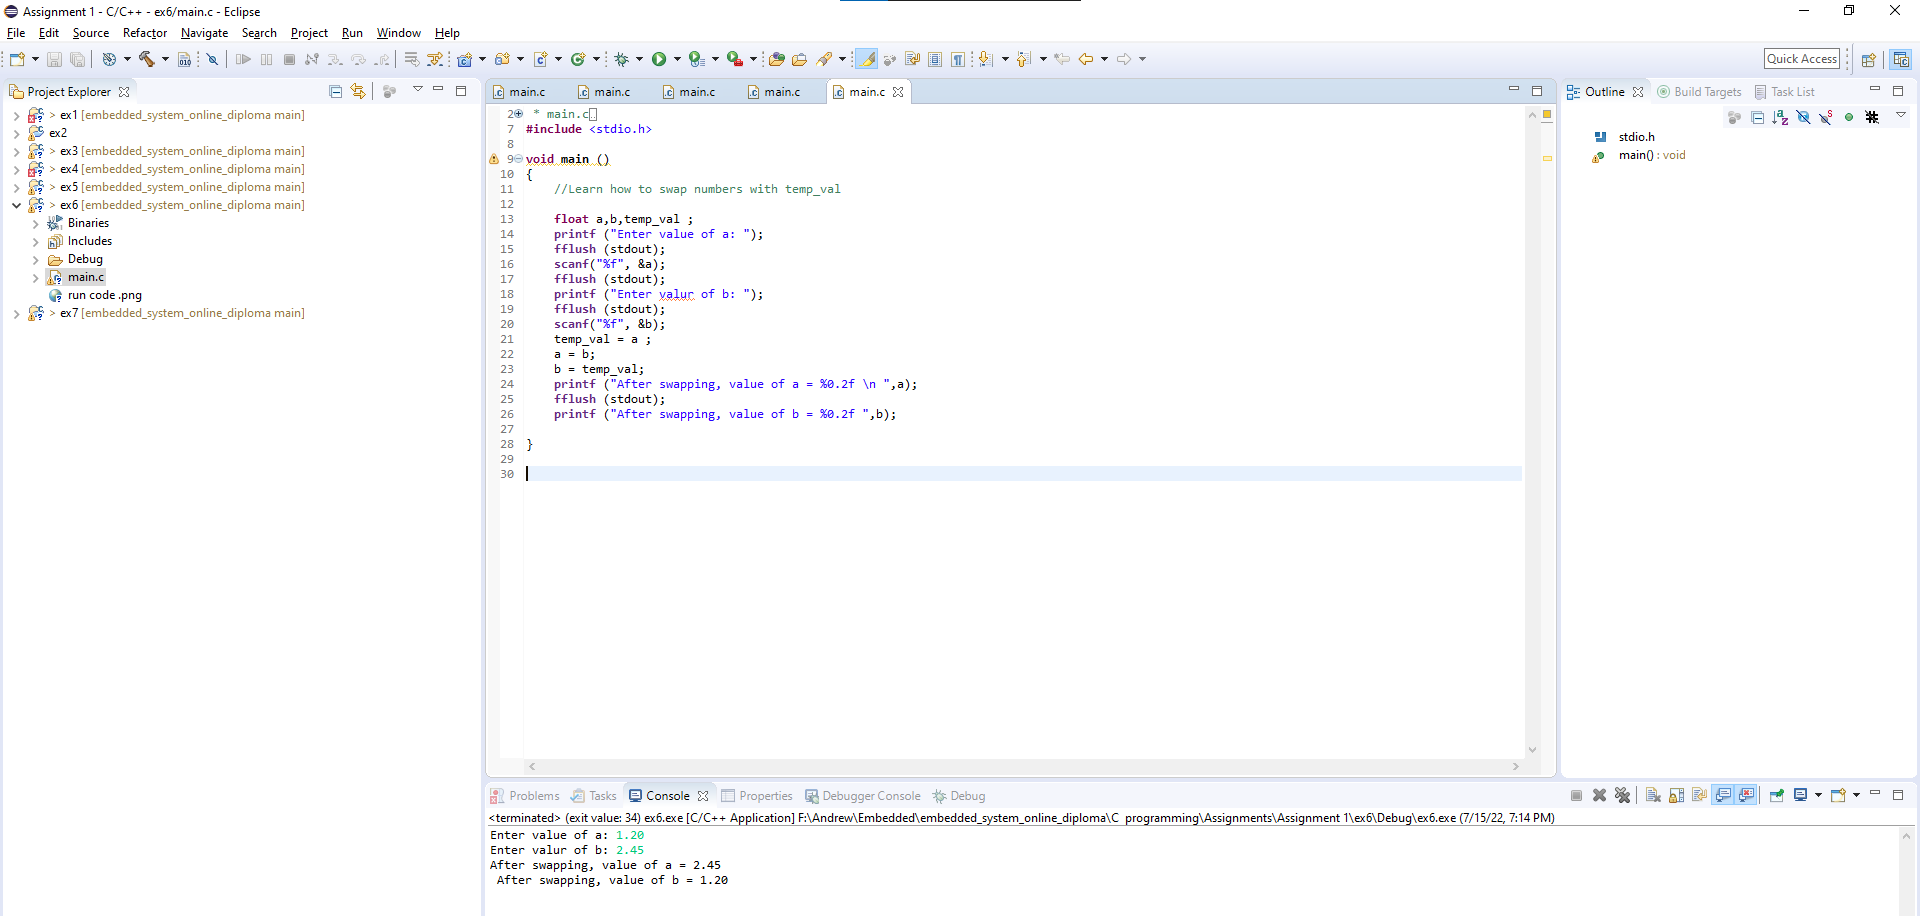 Assignment 1 - C/C++ - ex6/main.c - Eclipse
File Edit Source Refactor Navigate Search Project Run Window Help
Quick Access
Project Explorer
> ex1 [embedded_system_online_diploma main]
ex2
> ex3 [embedded_system_online_diploma main]
> ex4 [embedded_system_online_diploma main]
> ex5 [embedded_system_online_diploma main]
> ex6 [embedded_system_online_diploma main]
Binaries
Includes
Debug
main.c
run code .png
> ex7 [embedded_system_online_diploma main]
main.c main.c main.c main.c main.c
2 * main.c
7 #include <stdio.h>
8
9 void main ()
10 {
11 //Learn how to swap numbers with temp_val
12
13 float a,b,temp_val ;
14 printf ("Enter value of a: ");
15 fflush (stdout);
16 scanf("%f", &a);
17 fflush (stdout);
18 printf ("Enter valur of b: ");
19 fflush (stdout);
20 scanf("%f", &b);
21 temp_val = a ;
22 a = b;
23 b = temp_val;
24 printf ("After swapping, value of a = %0.2f \n ",a);
25 fflush (stdout);
26 printf ("After swapping, value of b = %0.2f ",b);
27
28 }
29
30
Outline Build Targets Task List
stdio.h
main() : void
Problems Tasks Console Properties Debugger Console Debug
<terminated> (exit value: 34) ex6.exe [C/C++ Application] F:\Andrew\Embedded\embedded_system_online_diploma\C programming\Assignments\Assignment 1\ex6\Debug\ex6.exe (7/15/22, 7:14 PM)
Enter value of a: 1.20
Enter valur of b: 2.45
After swapping, value of a = 2.45
After swapping, value of b = 1.20